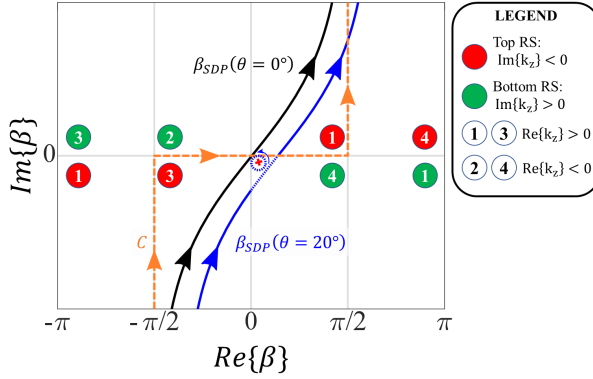 LEGEND
Top RS:
Im{k_z} < 0
Bottom RS:
Im{k_z} > 0
1 3 Re{k_z} > 0
2 4 Re{k_z} < 0
β_SDP(θ = 0°)
3 2 1 4
0
1 3 4 1
β_SDP(θ = 20°)
C
-π -π/2 0 π/2 π
Re{β}
Im{β}